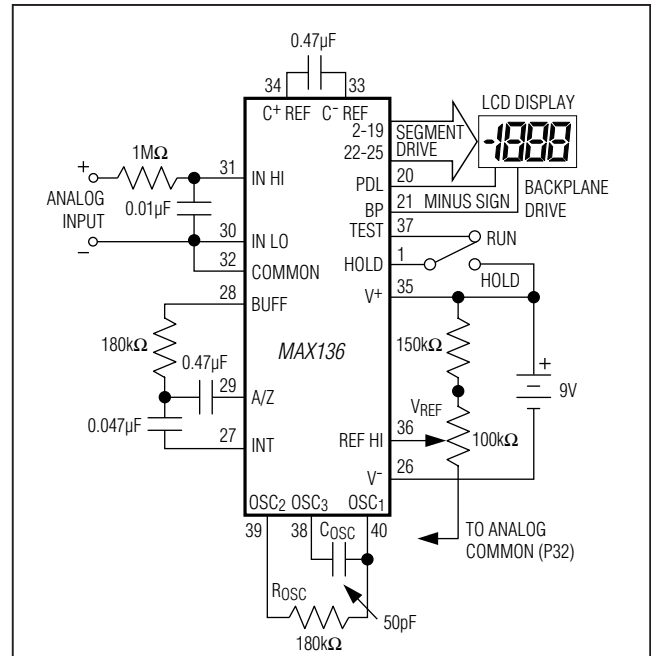 0.47µF
34
33
C+ REF
C- REF
LCD DISPLAY
2-19
SEGMENT
22-25
DRIVE
-1888
1MΩ
31
IN HI
+
20
PDL
BACKPLANE
ANALOG
INPUT
0.01µF
21
MINUS SIGN
BP
DRIVE
30
IN LO
37
TEST
RUN
–
32
COMMON
1
HOLD
HOLD
28
BUFF
35
V+
MAX136
180kΩ
0.47µF
150kΩ
+
–
9V
29
A/Z
VREF
0.047µF
36
REF HI
100kΩ
27
INT
26
V-
OSC2
OSC3
OSC1
39
38
COSC
40
TO ANALOG
COMMON (P32)
ROSC
50pF
180kΩ